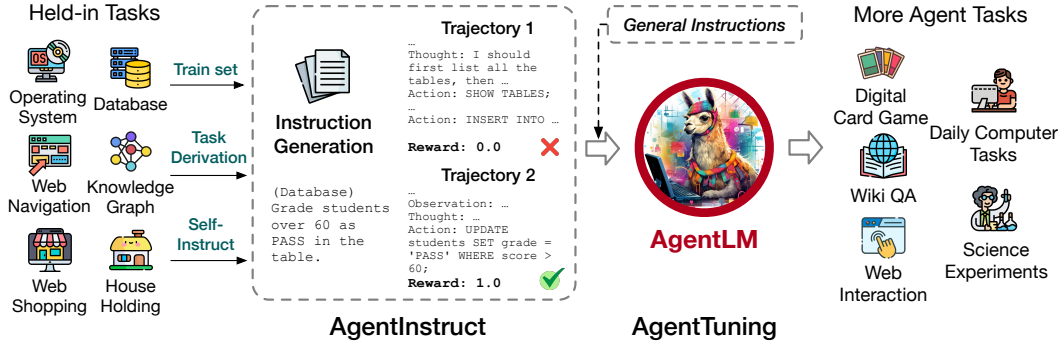 Held-in Tasks
OS
Operating
System
Database
Web
Navigation
Knowledge
Graph
Web
Shopping
House
Holding
Train set
Task
Derivation
Self-
Instruct
Instruction
Generation
(Database)
Grade students
over 60 as
PASS in the
table.
Trajectory 1
…
Thought: I should
first list all the
tables, then …
Action: SHOW TABLES;
…
Action: INSERT INTO …
Reward: 0.0
Trajectory 2
…
Observation: …
Thought: …
Action: UPDATE
students SET grade =
'PASS' WHERE score >
60;
Reward: 1.0
AgentInstruct
General Instructions
AgentLM
AgentTuning
More Agent Tasks
Digital
Card Game
Daily Computer
Tasks
Wiki QA
Science
Experiments
Web
Interaction